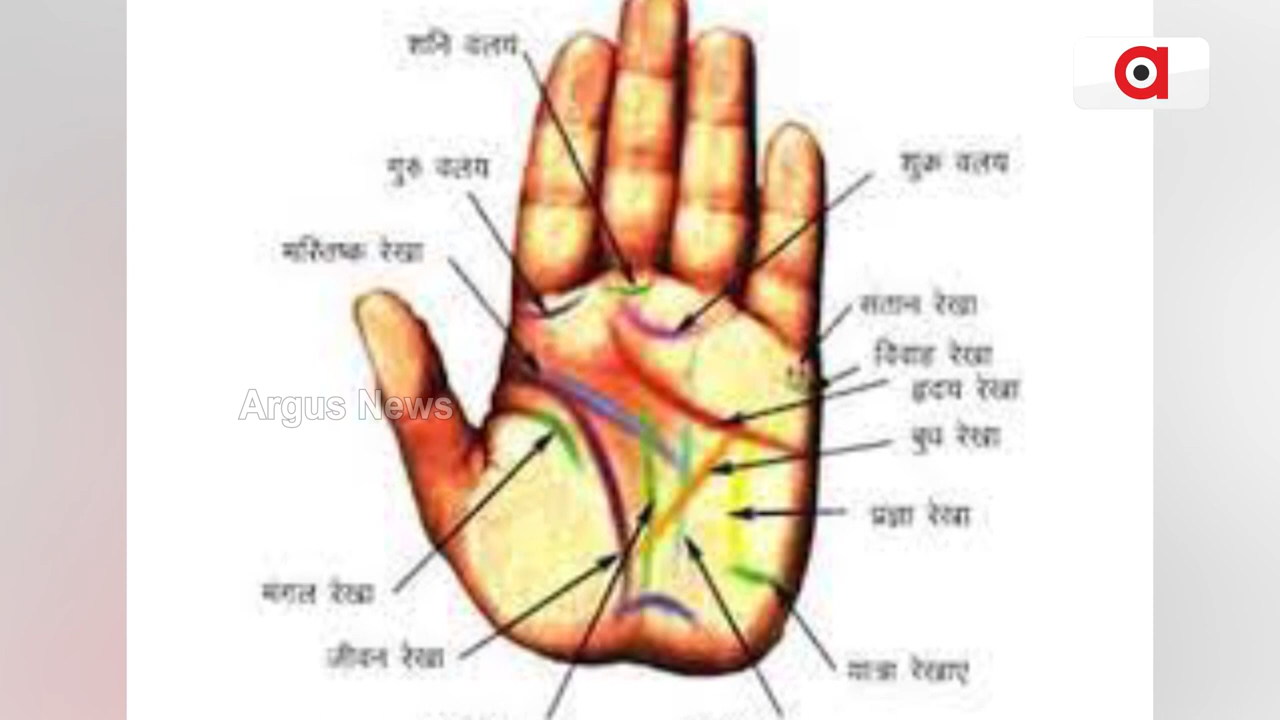 शनि वलय
गुरु वलय
शुक्र वलय
मस्तिष्क रेखा
संतान रेखा
विवाह रेखा
हृदय रेखा
Argus News
बुध रेखा
प्रज्ञा रेखा
मंगल रेखा
जीवन रेखा
यात्रा रेखाएं